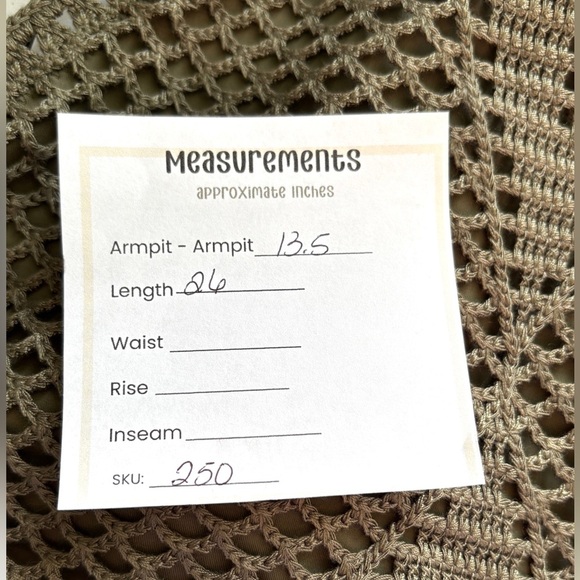 Measurements
approximate inches
Armpit - Armpit 13.5
Length 26
Waist
Rise
Inseam
SKU: 250